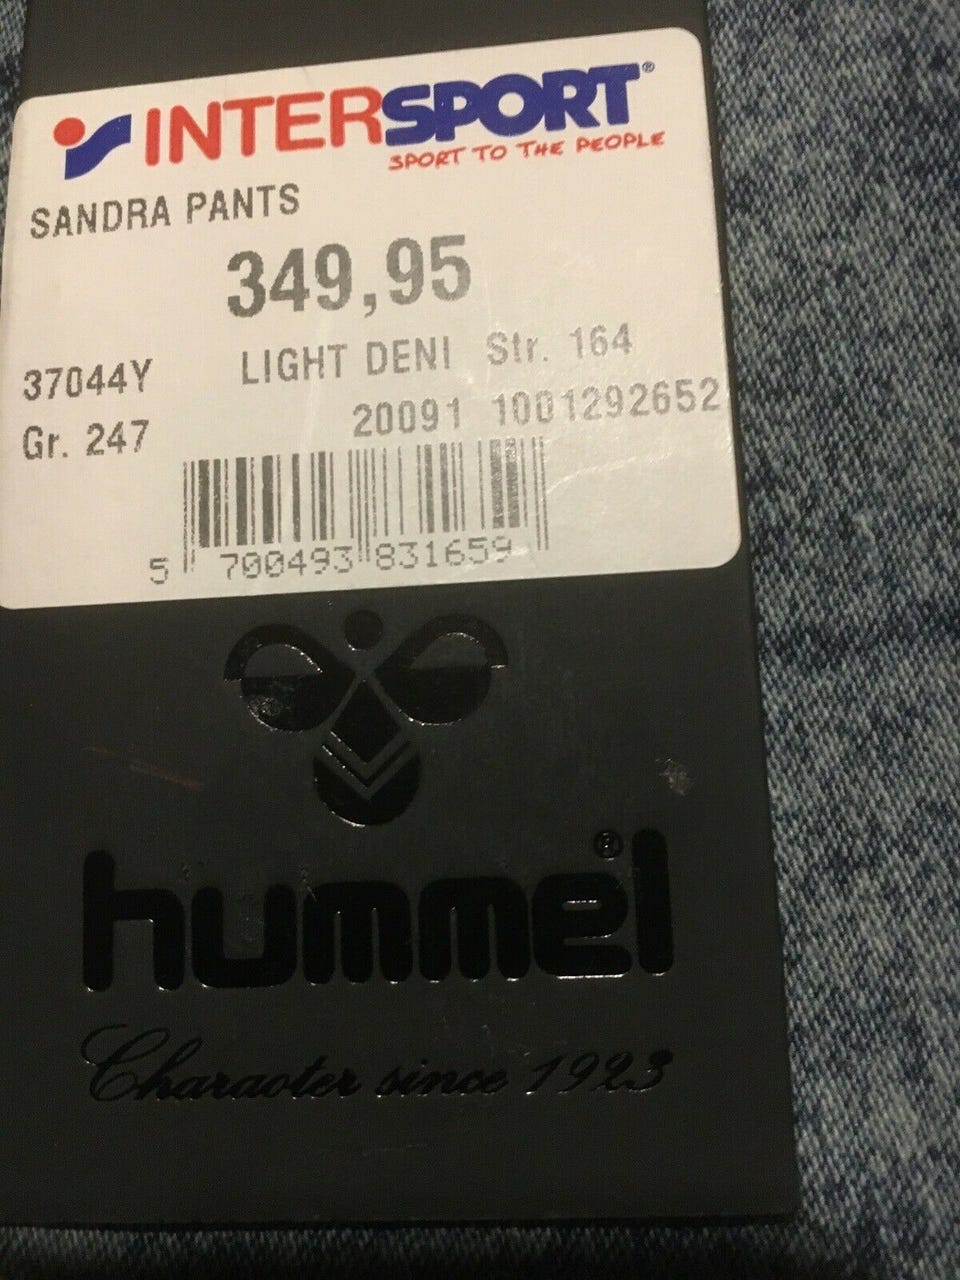 INTERSPORT®
SPORT TO THE PEOPLE
SANDRA PANTS
349,95
37044Y LIGHT DENI Str. 164
Gr. 247 20091 1001292652
5 700493 831659
hummel®
Character since 1923